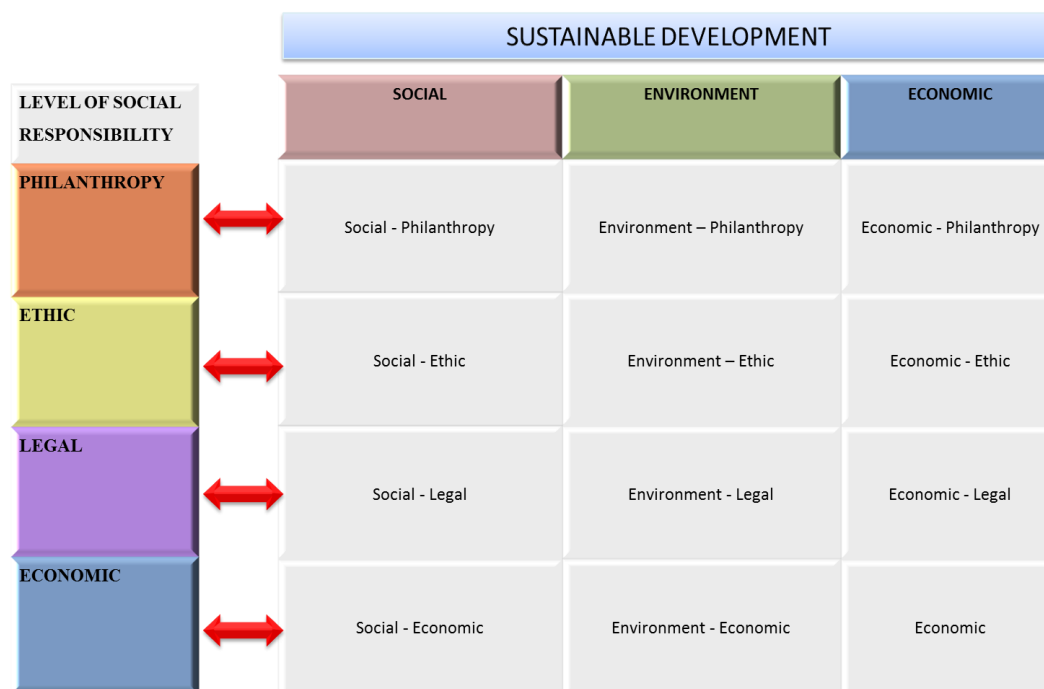 SUSTAINABLE DEVELOPMENT
LEVEL OF SOCIAL
RESPONSIBILITY
SOCIAL
ENVIRONMENT
ECONOMIC
PHILANTHROPY
Social - Philanthropy
Environment – Philanthropy
Economic - Philanthropy
ETHIC
Social - Ethic
Environment – Ethic
Economic - Ethic
LEGAL
Social - Legal
Environment - Legal
Economic - Legal
ECONOMIC
Social - Economic
Environment - Economic
Economic